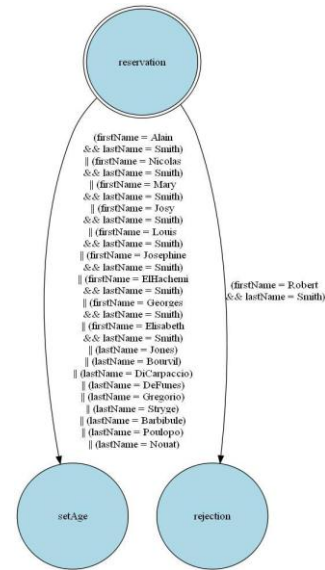 reservation
(firstName = Alain
&& lastName = Smith)
|| (firstName = Nicolas
&& lastName = Smith)
|| (firstName = Mary
&& lastName = Smith)
|| (firstName = Josy
&& lastName = Smith)
|| (firstName = Louis
&& lastName = Smith)
|| (firstName = Josephine
&& lastName = Smith)
|| (firstName = ElHachemi
&& lastName = Smith)
|| (firstName = Georges
&& lastName = Smith)
|| (firstName = Elisabeth
&& lastName = Smith)
|| (lastName = Jones)
|| (lastName = Bourvil)
|| (lastName = DiCarpaccio)
|| (lastName = DeFunes)
|| (lastName = Gregorio)
|| (lastName = Stryge)
|| (lastName = Barbibule)
|| (lastName = Poulopo)
|| (lastName = Nouat)
(firstName = Robert
&& lastName = Smith)
setAge
rejection